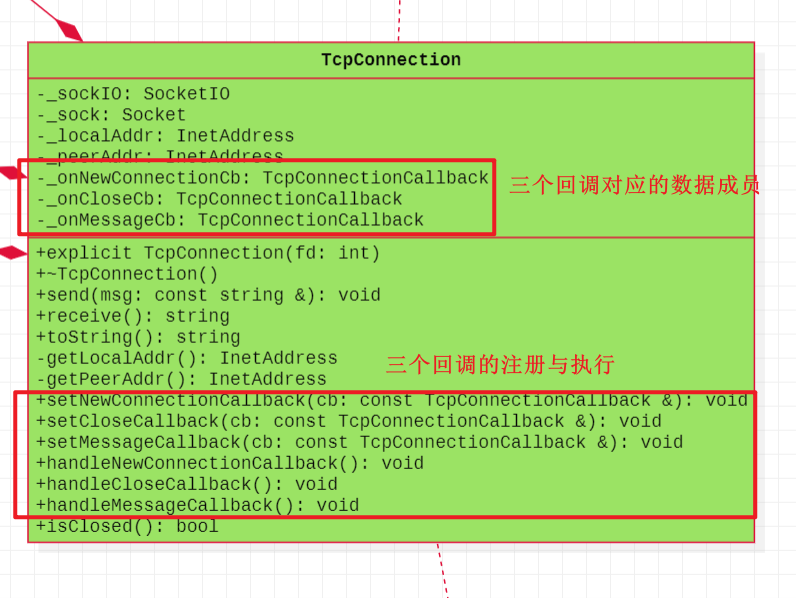 TcpConnection
-_sockIO: SocketIO
-_sock: Socket
-_localAddr: InetAddress
-_peerAddr: InetAddress
-_onNewConnectionCb: TcpConnectionCallback
-_onCloseCb: TcpConnectionCallback
-_onMessageCb: TcpConnectionCallback
三个回调对应的数据成员
+explicit TcpConnection(fd: int)
+~TcpConnection()
+send(msg: const string &): void
+receive(): string
+toString(): string
-getLocalAddr(): InetAddress
-getPeerAddr(): InetAddress
三个回调的注册与执行
+setNewConnectionCallback(cb: const TcpConnectionCallback &): void
+setCloseCallback(cb: const TcpConnectionCallback &): void
+setMessageCallback(cb: const TcpConnectionCallback &): void
+handleNewConnectionCallback(): void
+handleCloseCallback(): void
+handleMessageCallback(): void
+isClosed(): bool